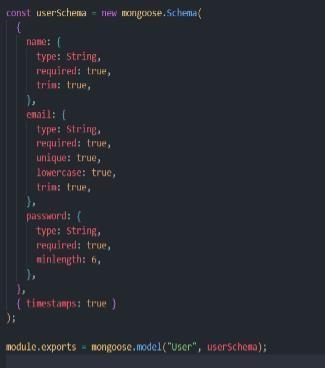 const userSchema = new mongoose.Schema(
  {
    name: {
      type: String,
      required: true,
      trim: true,
    },
    email: {
      type: String,
      required: true,
      unique: true,
      lowercase: true,
      trim: true,
    },
    password: {
      type: String,
      required: true,
      minlength: 6,
    },
  },
  { timestamps: true }
);
module.exports = mongoose.model("User", userSchema);